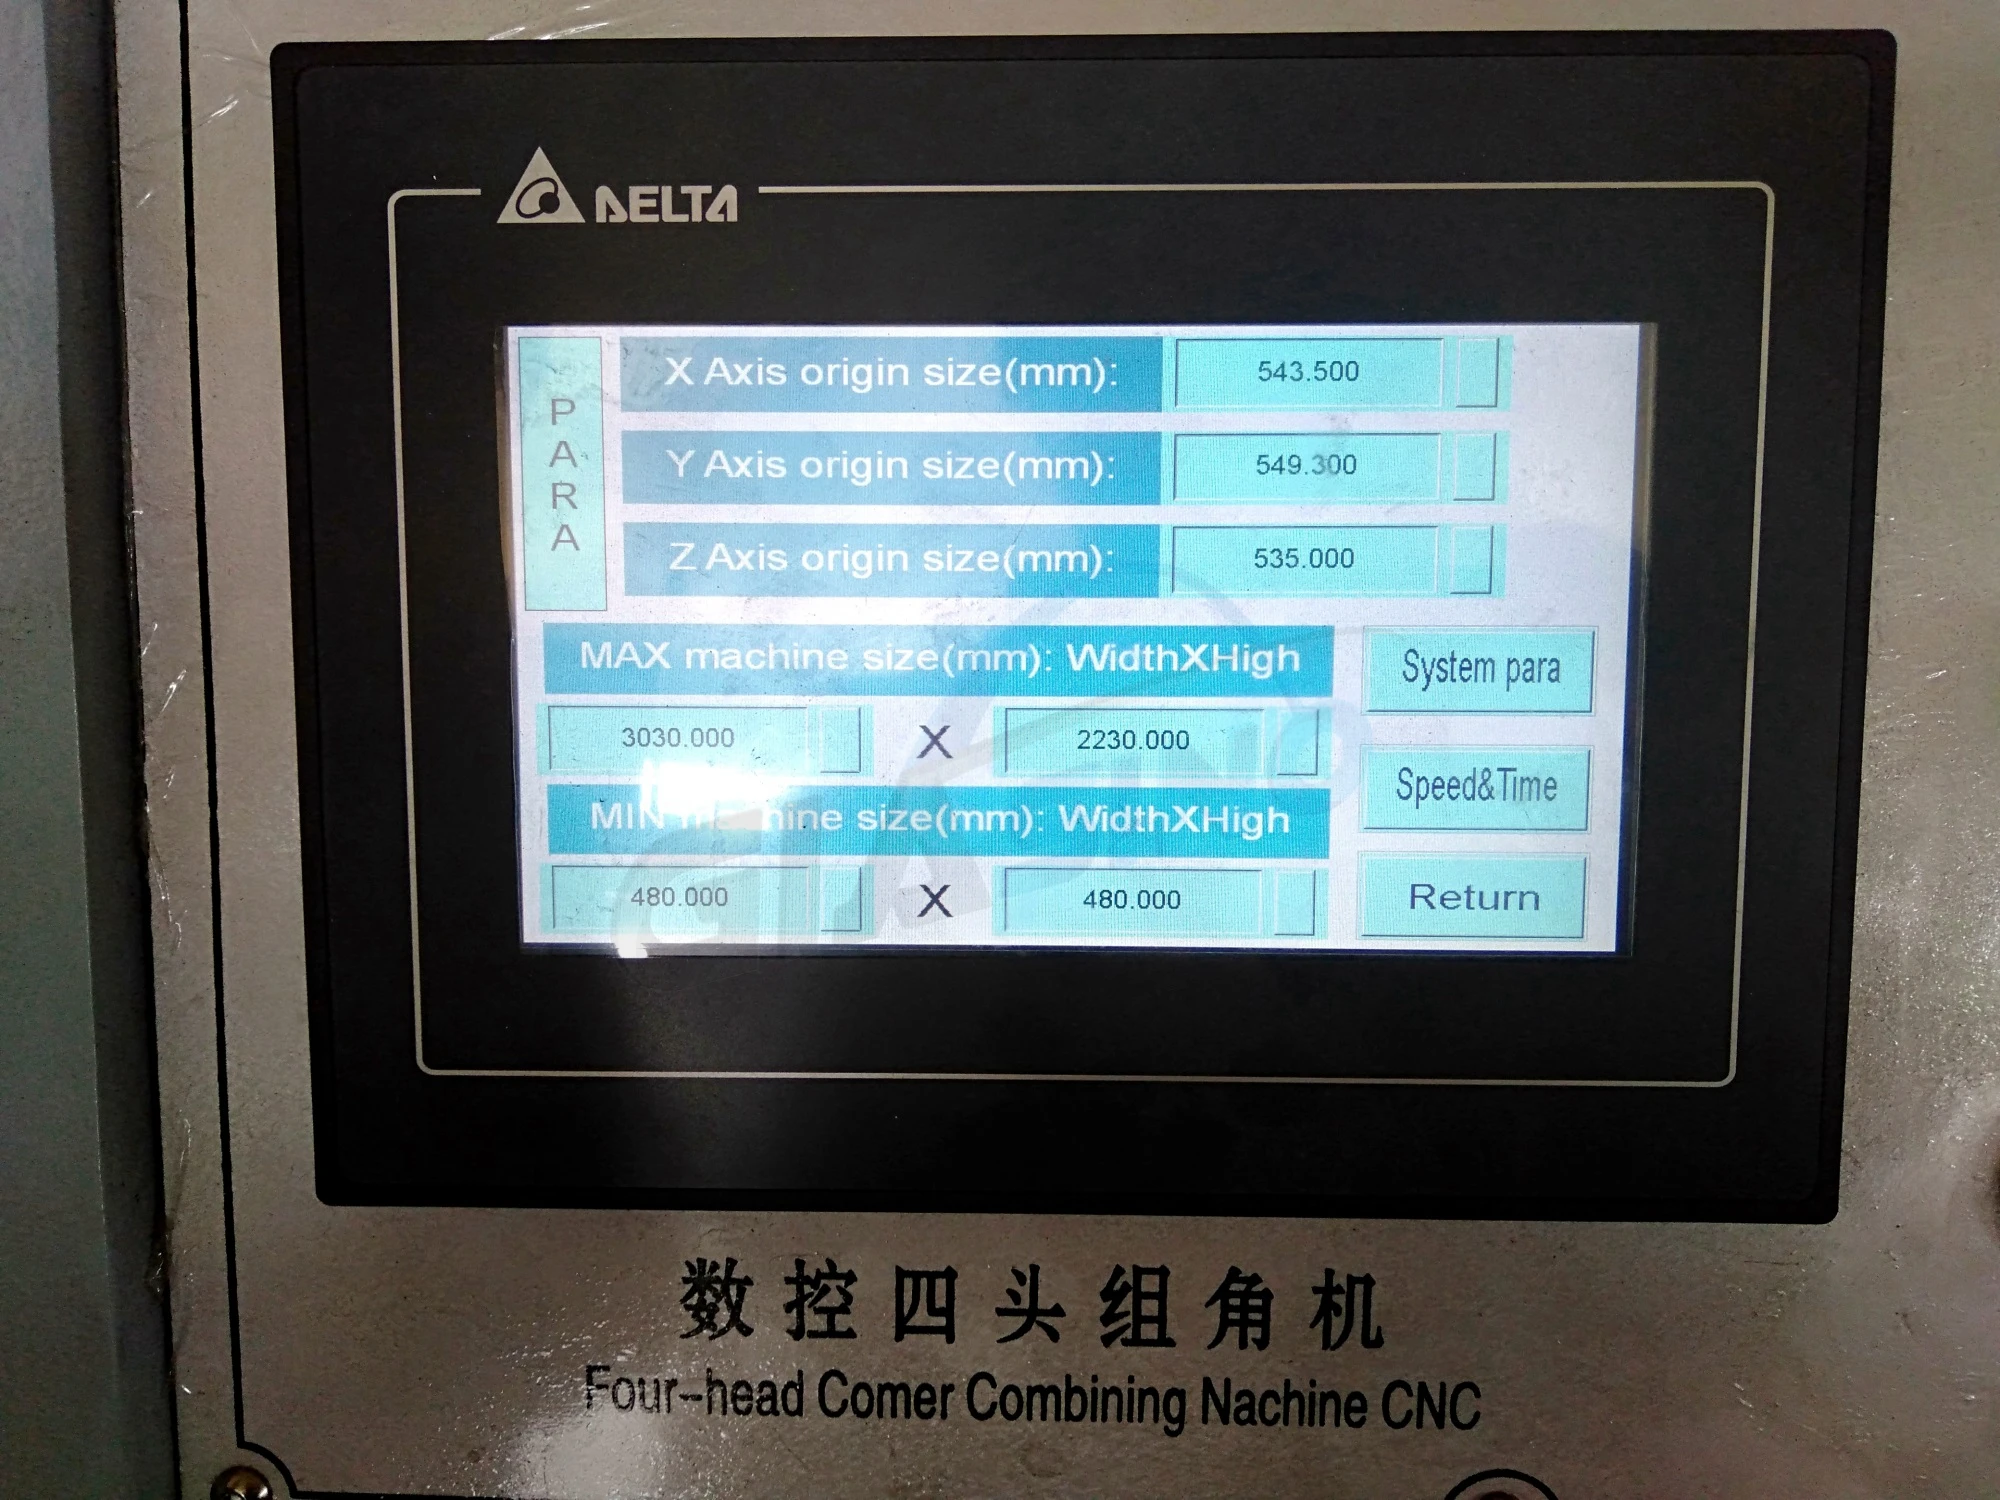 DELTA
PARA
X Axis origin size(mm): 543.500
Y Axis origin size(mm): 549.300
Z Axis origin size(mm): 535.000
MAX machine size(mm): WidthXHigh
3030.000 X 2230.000
System para
Speed&Time
MIN machine size(mm): WidthXHigh
480.000 X 480.000
Return
数控四头组角机
Four-head Comer Combining Nachine CNC